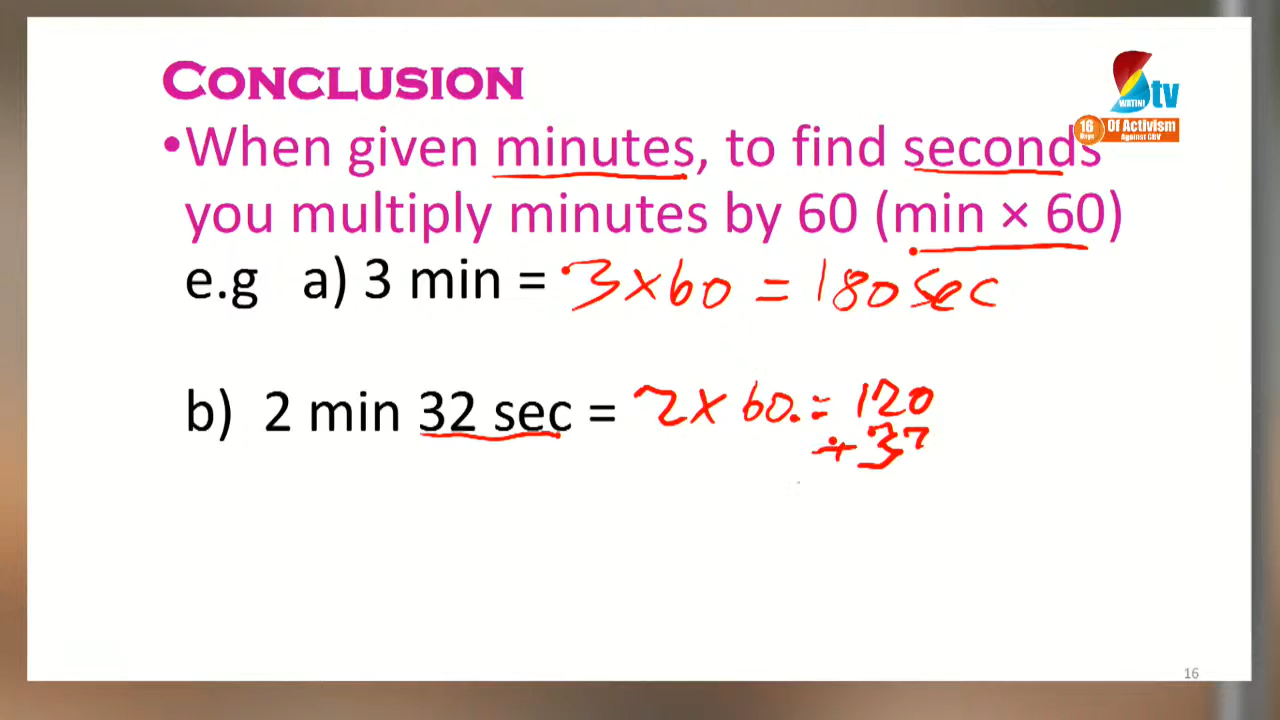 CONCLUSION
•When given minutes, to find seconds
you multiply minutes by 60 (min × 60)
e.g a) 3 min = 3 x 60 = 180 sec
b) 2 min 32 sec = 2 x 60. = 120
+ 32
WATINI tv
16 Days Of Activism
Against GBV
16